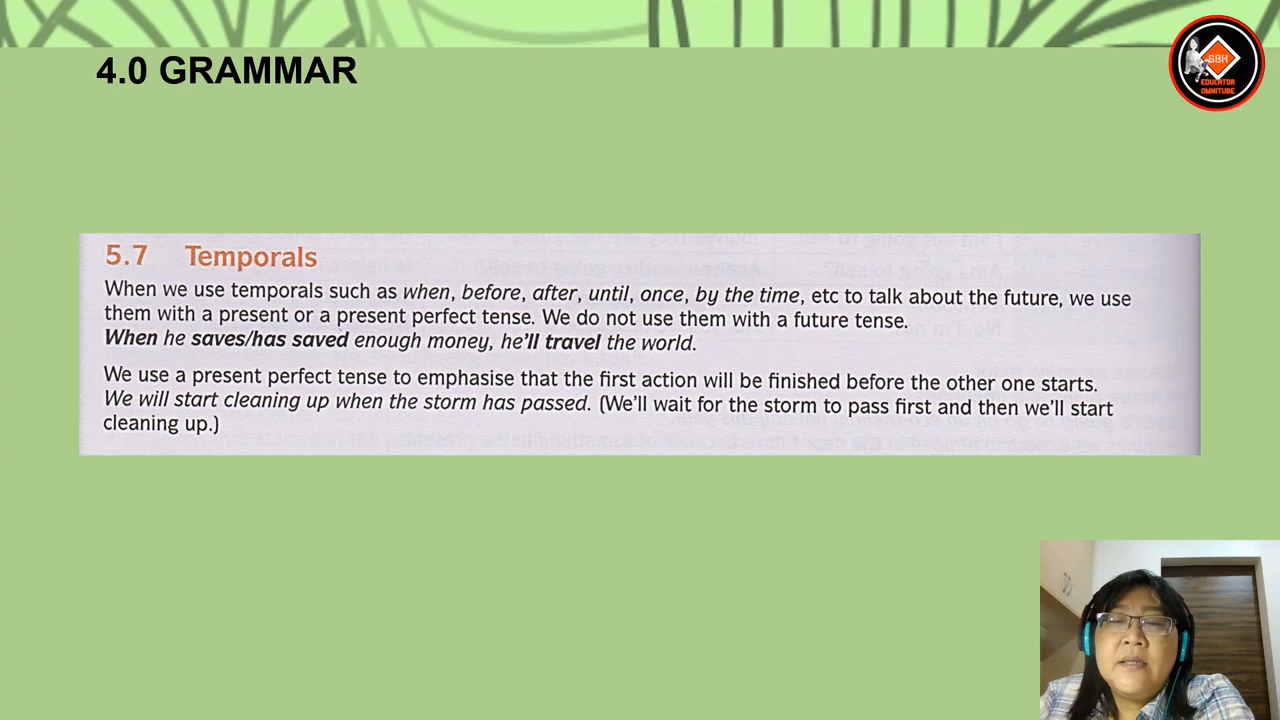 4.0 GRAMMAR
GBH
EDUCATOR
OMNITUBE
5.7 Temporals
When we use temporals such as when, before, after, until, once, by the time, etc to talk about the future, we use
them with a present or a present perfect tense. We do not use them with a future tense.
When he saves/has saved enough money, he'll travel the world.
We use a present perfect tense to emphasise that the first action will be finished before the other one starts.
We will start cleaning up when the storm has passed. (We'll wait for the storm to pass first and then we'll start
cleaning up.)